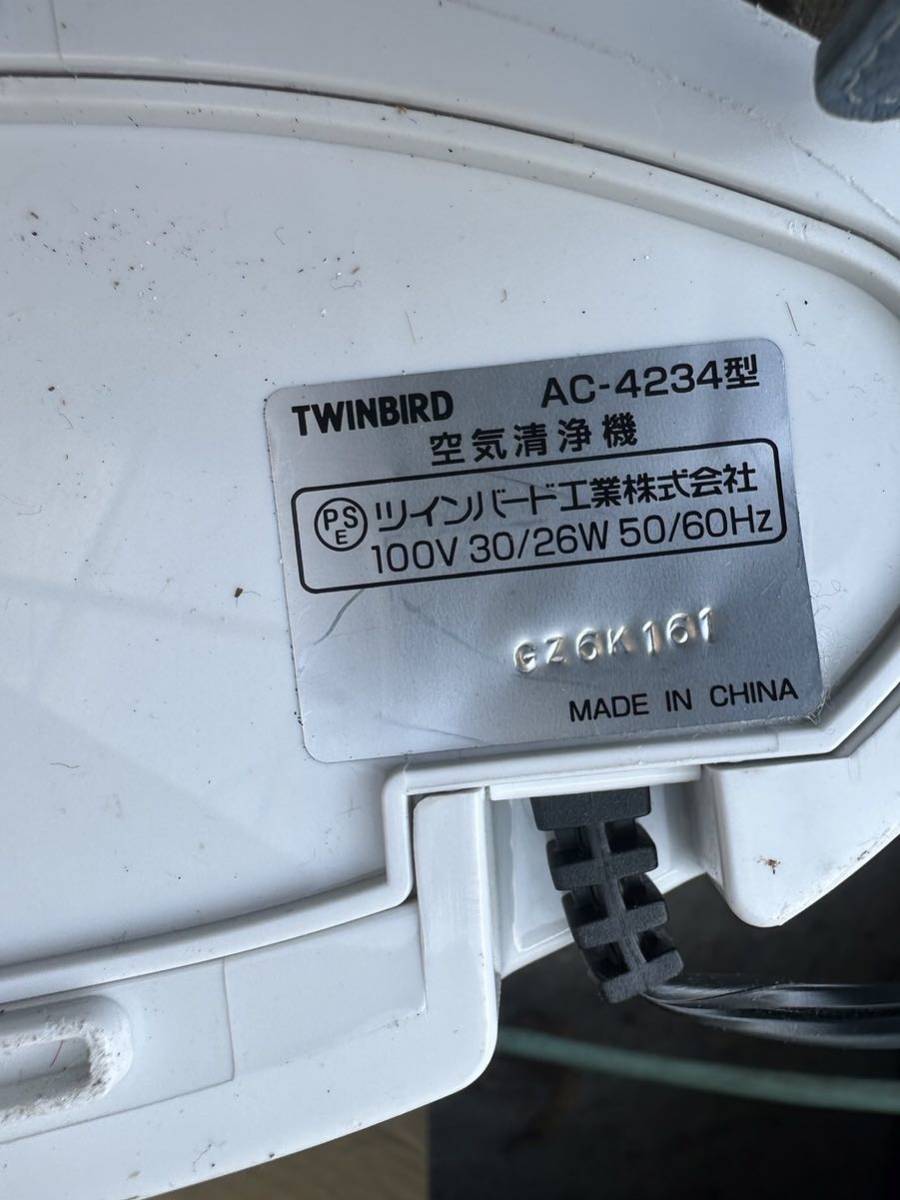 TWINBIRD AC-4234型
空気清浄機
PSE ツインバード工業株式会社
100V 30/26W 50/60Hz
GZ6K161
MADE IN CHINA